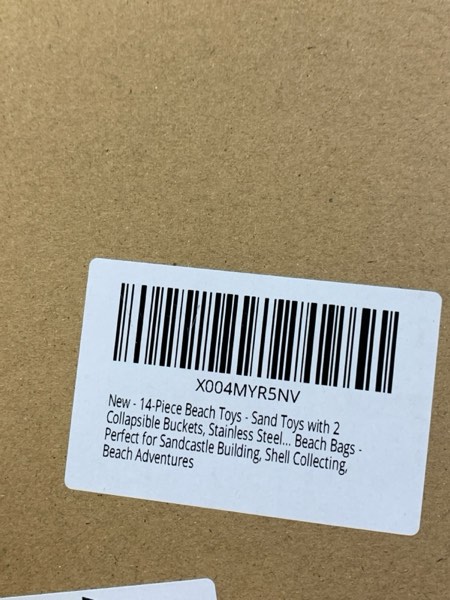 X004MYR5NV
New - 14-Piece Beach Toys - Sand Toys with 2
Collapsible Buckets, Stainless Steel... Beach Bags -
Perfect for Sandcastle Building, Shell Collecting,
Beach Adventures